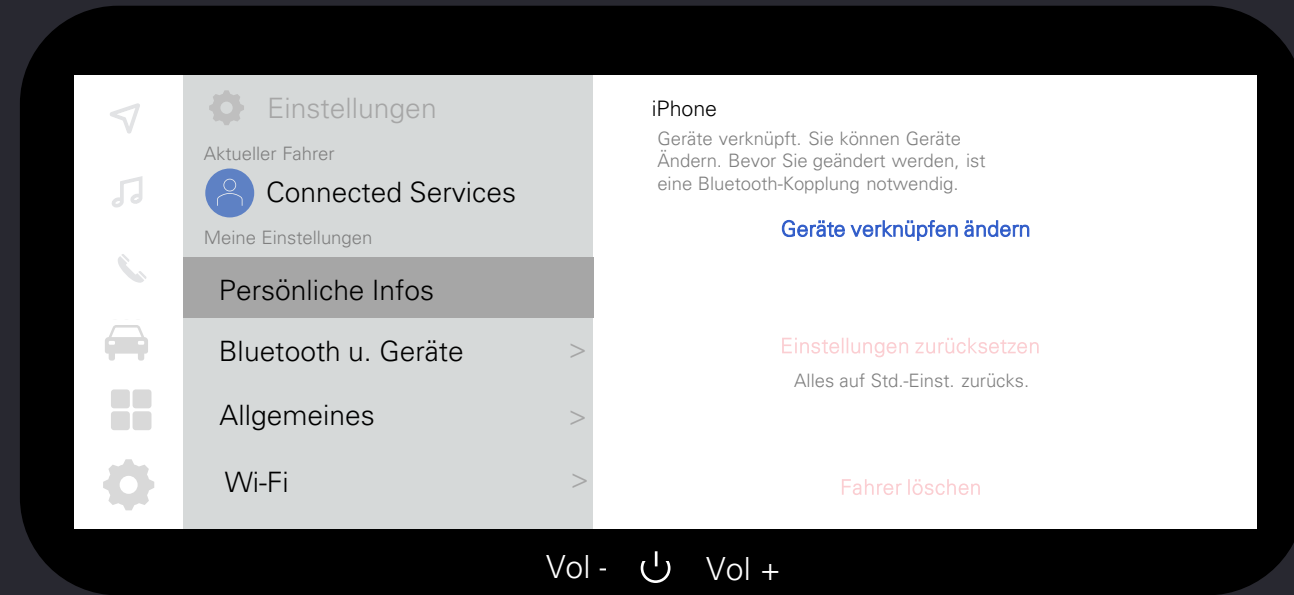 Einstellungen
Aktueller Fahrer
Connected Services
Meine Einstellungen
Persönliche Infos
Bluetooth u. Geräte >
Allgemeines >
Wi-Fi >
iPhone
Geräte verknüpft. Sie können Geräte
Ändern. Bevor Sie geändert werden, ist
eine Bluetooth-Kopplung notwendig.
Geräte verknüpfen ändern
Einstellungen zurücksetzen
Alles auf Std.-Einst. zurücks.
Fahrer löschen
Vol - Vol +